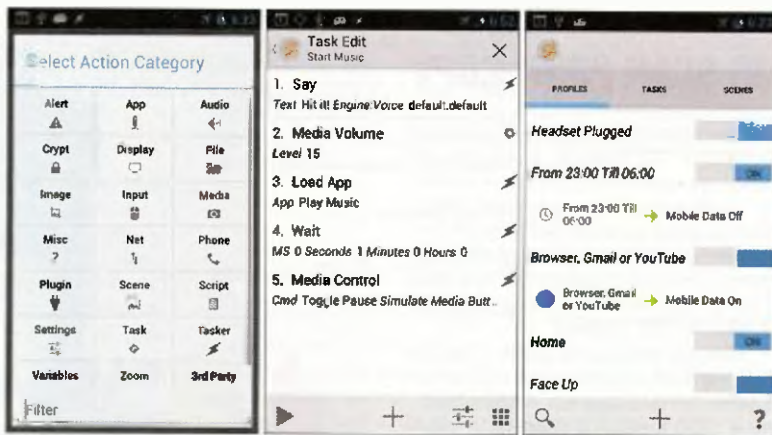 Select Action Category
Alert App Audio
Crypt Display File
Image Input Media
Misc Net Phone
Plugin Scene Script
Settings Task Tasker
Variables Zoom 3rd Party
Filter
Task Edit
Start Music
1. Say
Text Hit it! Engine:Voice default:default
2. Media Volume
Level 15
3. Load App
App Play Music
4. Wait
MS 0 Seconds 1 Minutes 0 Hours 0
5. Media Control
Cmd Toggle Pause Simulate Media Butt..
PROFILES TASKS SCENES
Headset Plugged
From 23:00 Till 06:00
ON
From 23:00 Till
06:00
Mobile Data Off
Browser, Gmail or YouTube
Browser, Gmail
or YouTube
Mobile Data On
Home
ON
Face Up
?